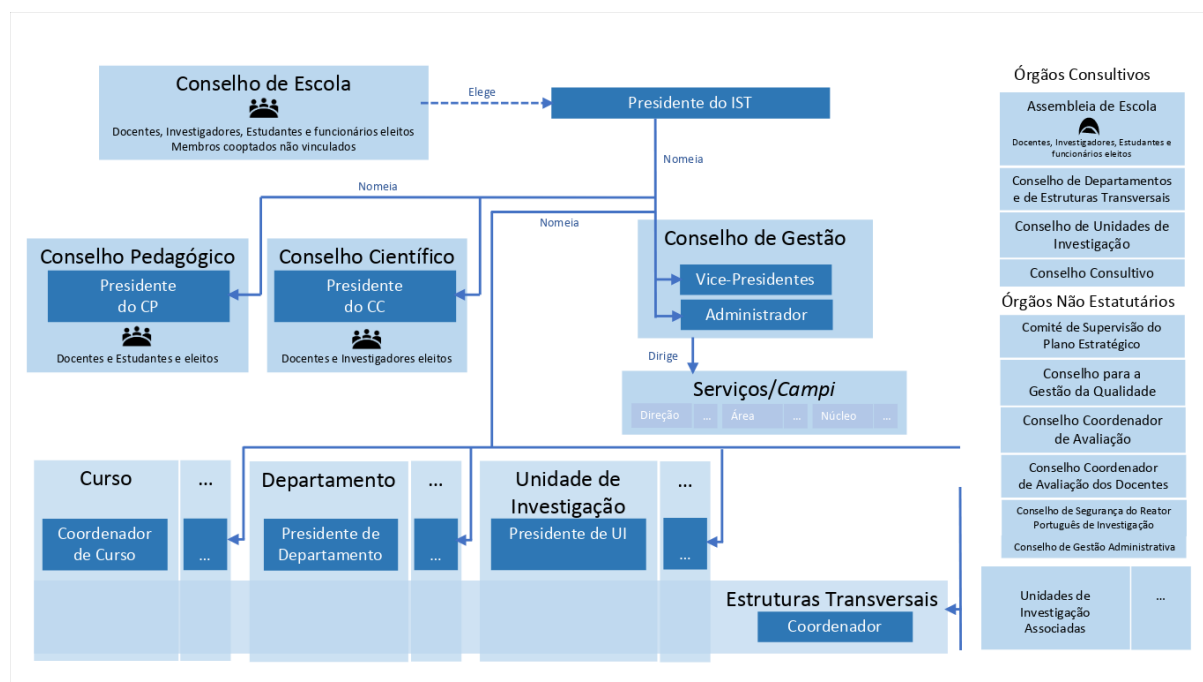 Conselho de Escola
Docentes, Investigadores, Estudantes e funcionários eleitos
Membros cooptados não vinculados
Elege
Presidente do IST
Nomeia
Nomeia
Nomeia
Conselho Pedagógico
Presidente
do CP
Docentes e Estudantes e eleitos
Conselho Científico
Presidente
do CC
Docentes e Investigadores eleitos
Conselho de Gestão
Vice-Presidentes
Administrador
Dirige
Serviços/Campi
Direção ... Área ... Núcleo ...
Curso
...
Coordenador
de Curso
...
Departamento
...
Presidente de
Departamento
...
Unidade de
Investigação
...
Presidente de UI
...
Estruturas Transversais
Coordenador
Órgãos Consultivos
Assembleia de Escola
Docentes, Investigadores, Estudantes e
funcionários eleitos
Conselho de Departamentos
e de Estruturas Transversais
Conselho de Unidades de
Investigação
Conselho Consultivo
Órgãos Não Estatutários
Comité de Supervisão do
Plano Estratégico
Conselho para a
Gestão da Qualidade
Conselho Coordenador
de Avaliação
Conselho Coordenador
de Avaliação dos Docentes
Conselho de Segurança do Reator
Português de Investigação
Conselho de Gestão Administrativa
Unidades de
Investigação
Associadas
...